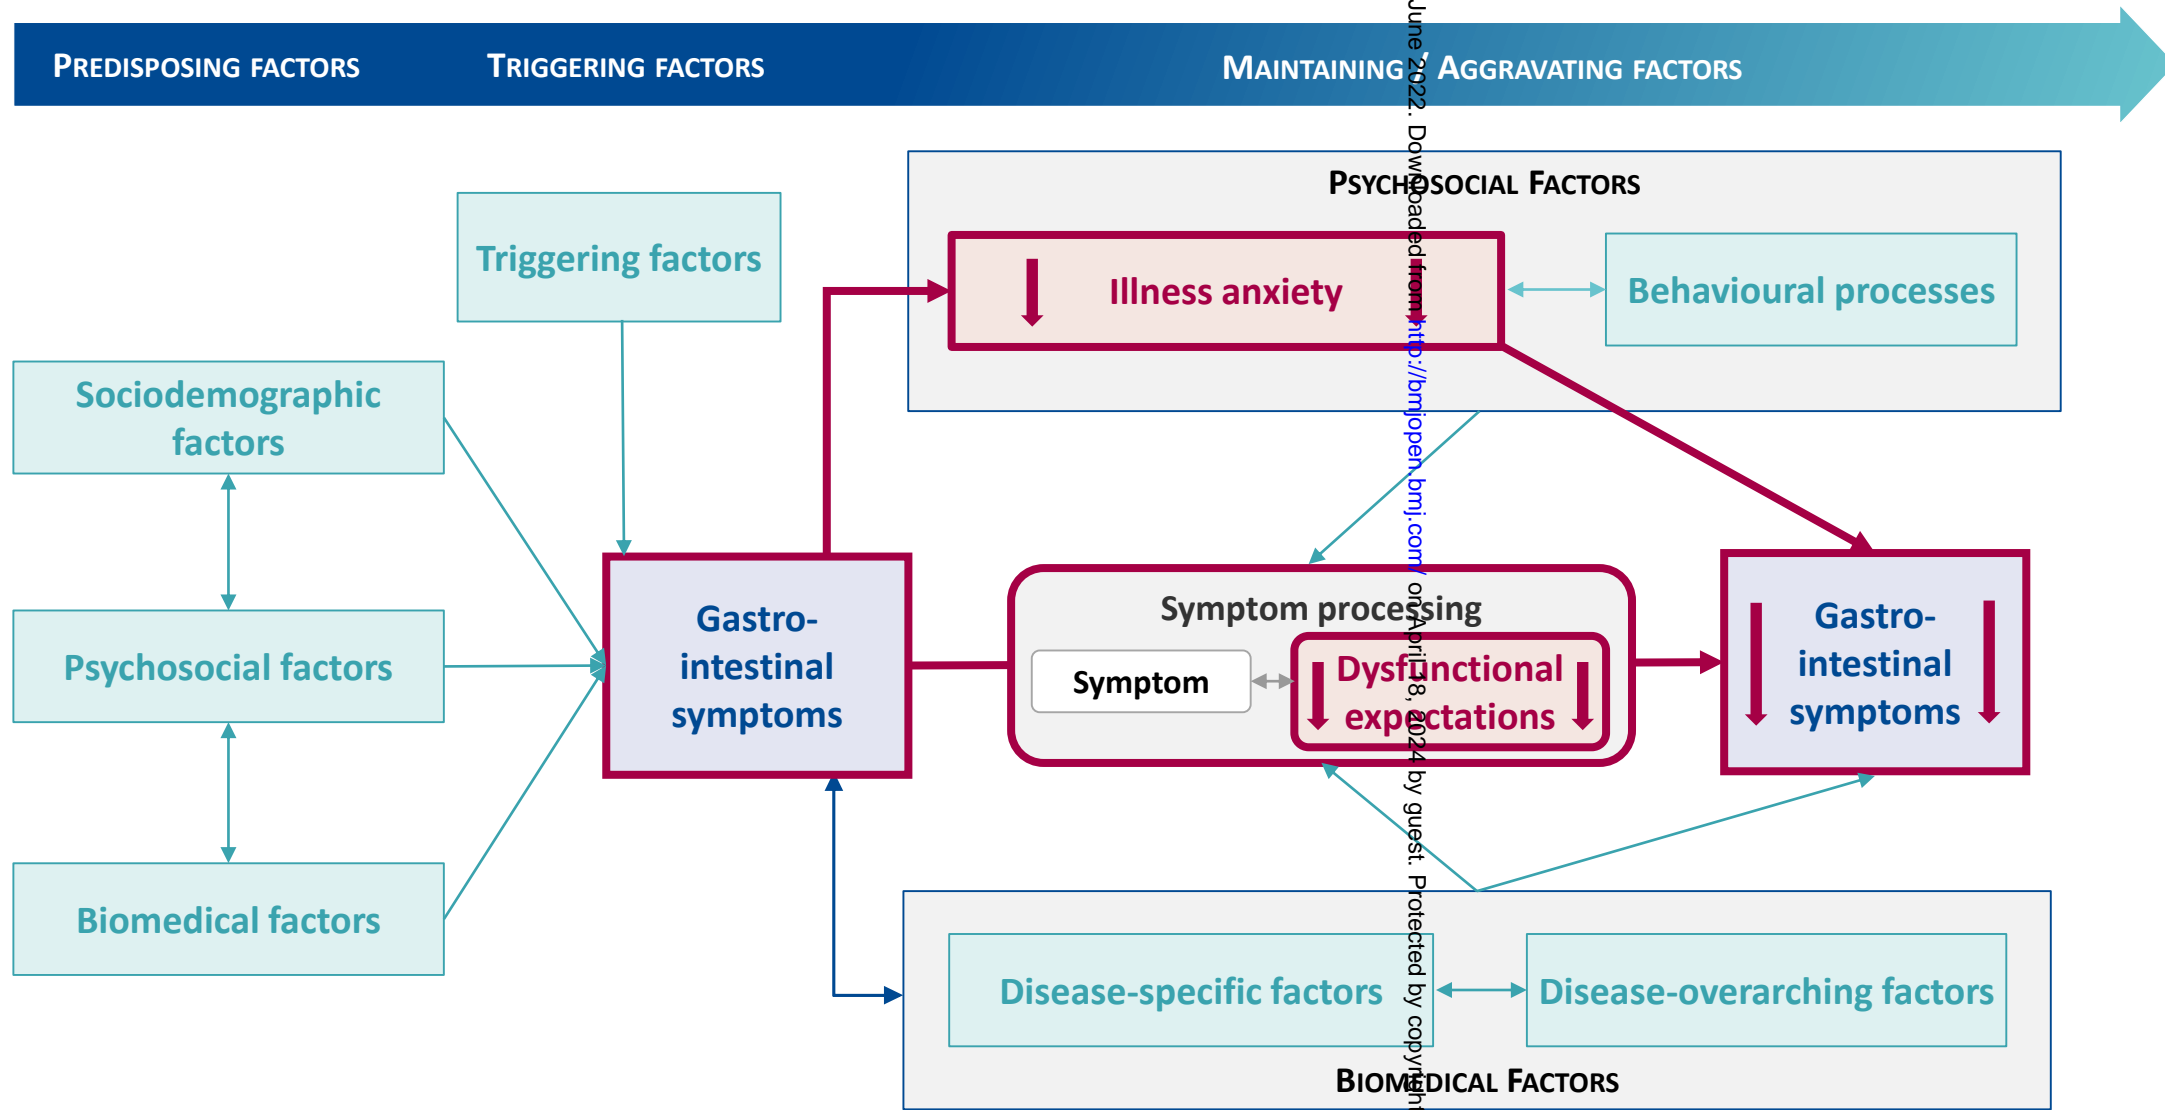 PREDISPOSING FACTORS
TRIGGERING FACTORS
MAINTAINING / AGGRAVATING FACTORS
PSYCHOSOCIAL FACTORS
Triggering factors
Illness anxiety
Behavioural processes
Sociodemographic
factors
Psychosocial factors
Biomedical factors
Gastro-
intestinal
symptoms
Symptom processing
Symptom
Dysfunctional
expectations
Gastro-
intestinal
symptoms
Disease-specific factors
Disease-overarching factors
BIOMEDICAL FACTORS
June 2022. Downloaded from http://bmjopen.bmj.com/ on April 18, 2024 by guest. Protected by copyright